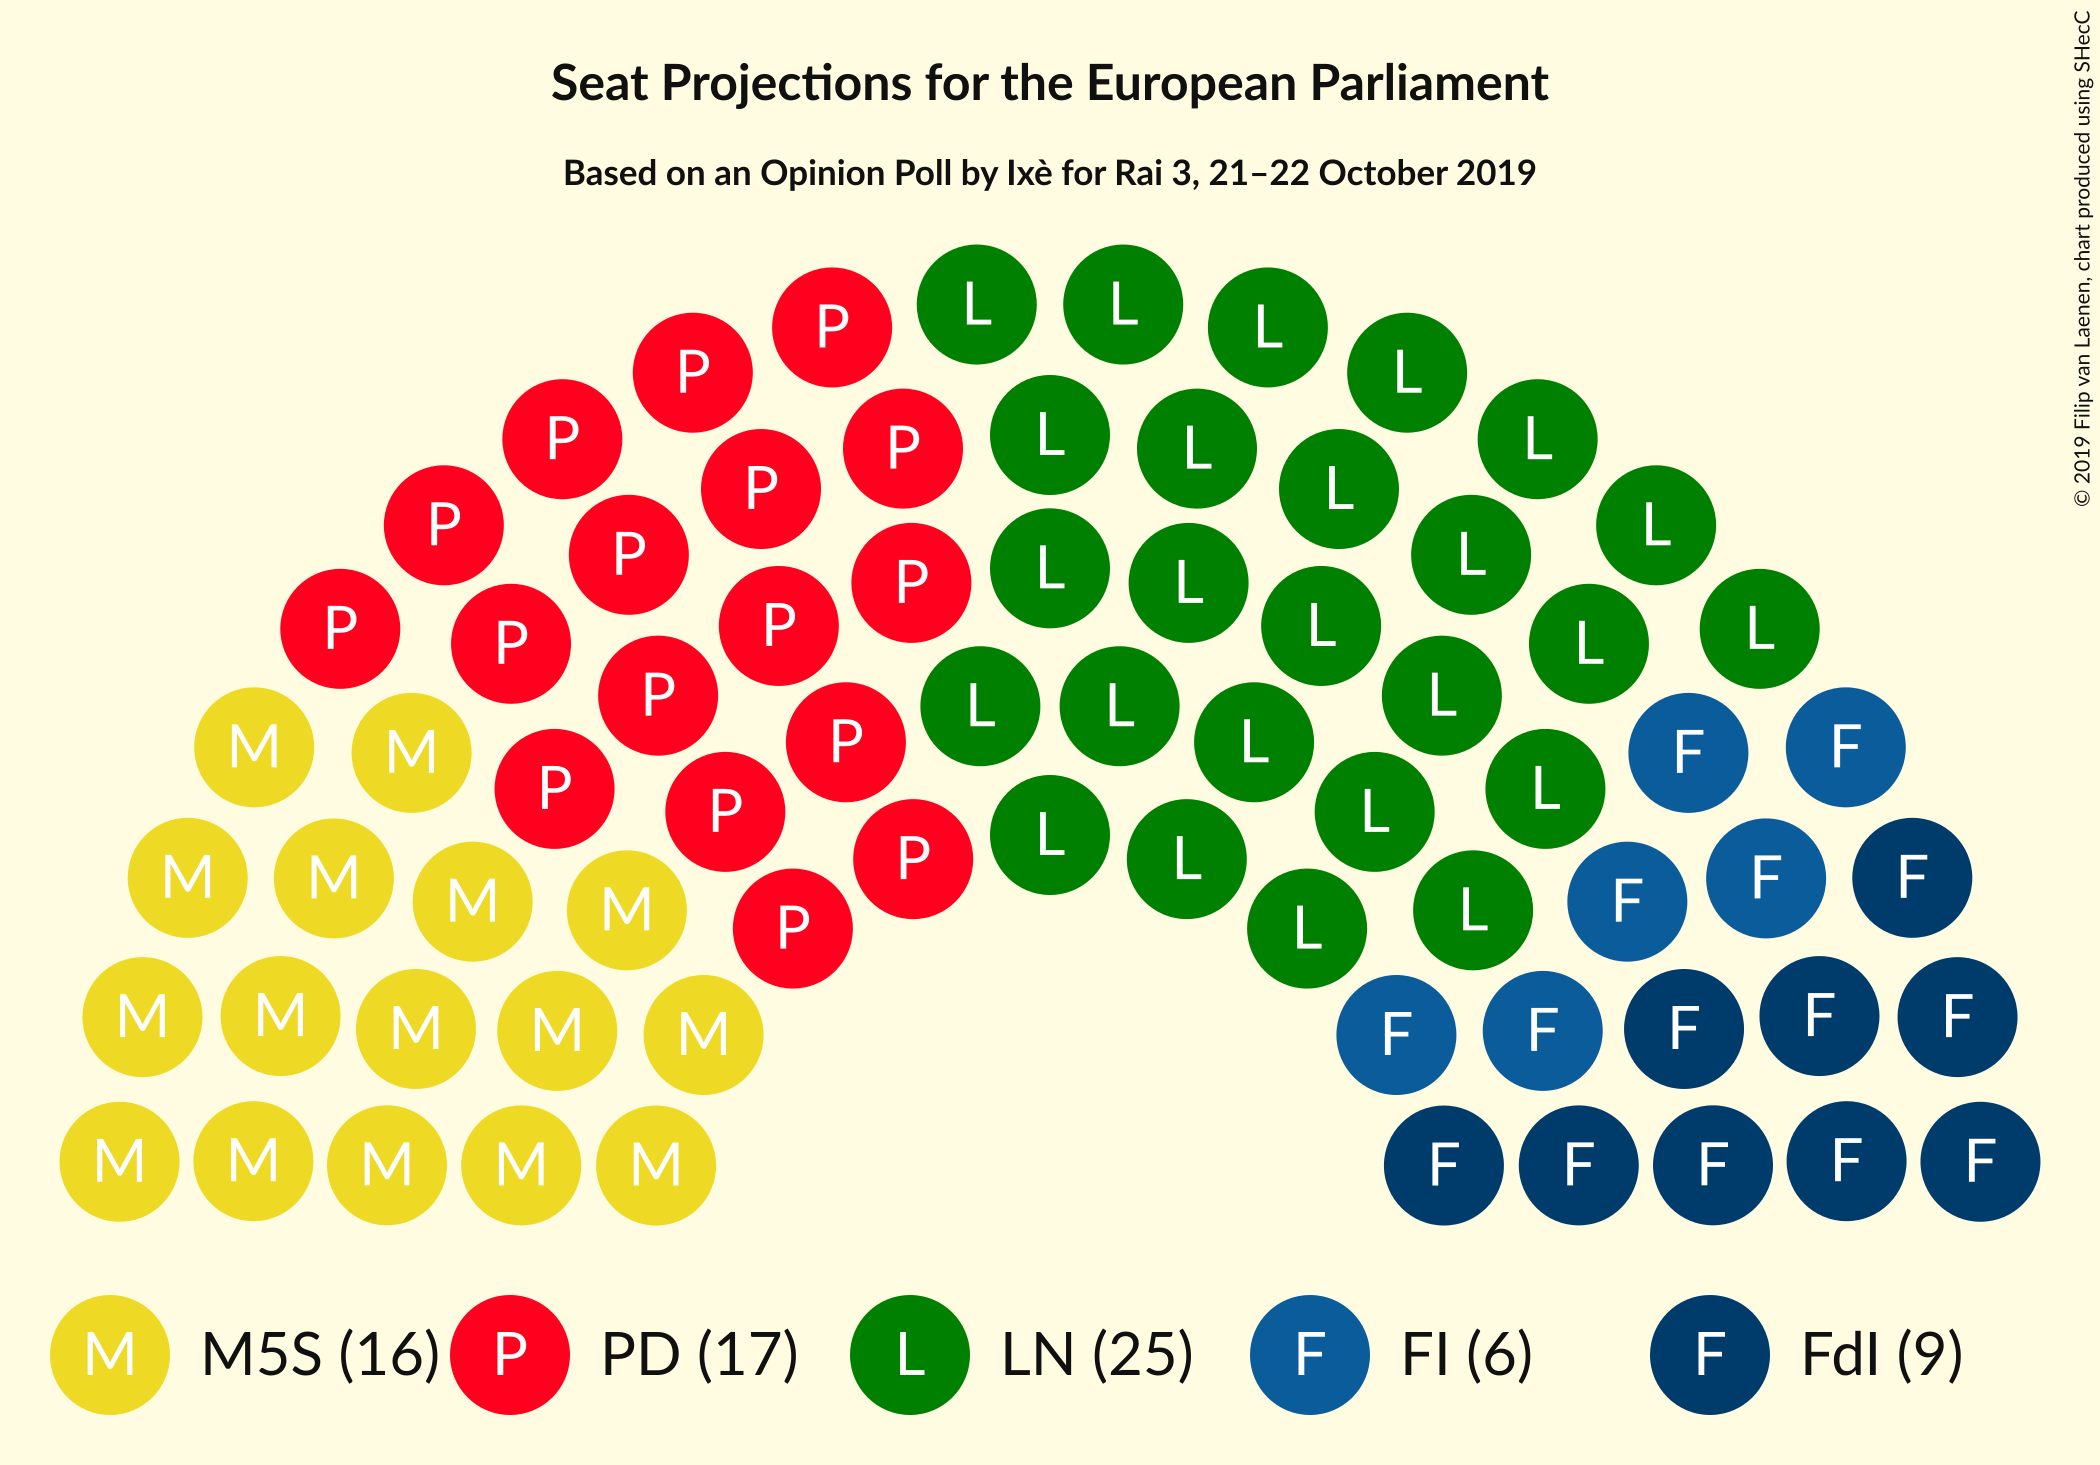 Seat Projections for the European Parliament
Based on an Opinion Poll by Ixè for Rai 3, 21–22 October 2019
© 2019 Filip van Laenen, chart produced using SHecC
L L
P L
P L
P L L L L
P P L
P P L L
P P L L
P P L L
P P L L
P P L L
P L L L
M M P L F F
P L
P L L L
M M M M P L F F F
P L
M M M M M F F F F F
M M M M M F F F F F
M M5S (16) P PD (17) L LN (25) F FI (6) F FdI (9)